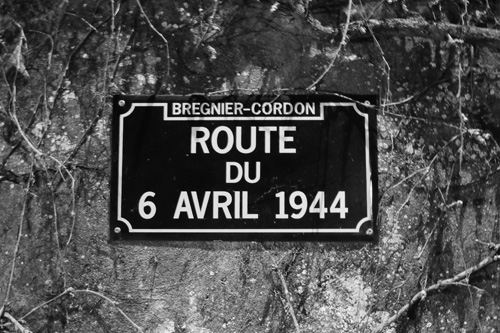 BREGNIER-CORDON
ROUTE
DU
6 AVRIL 1944